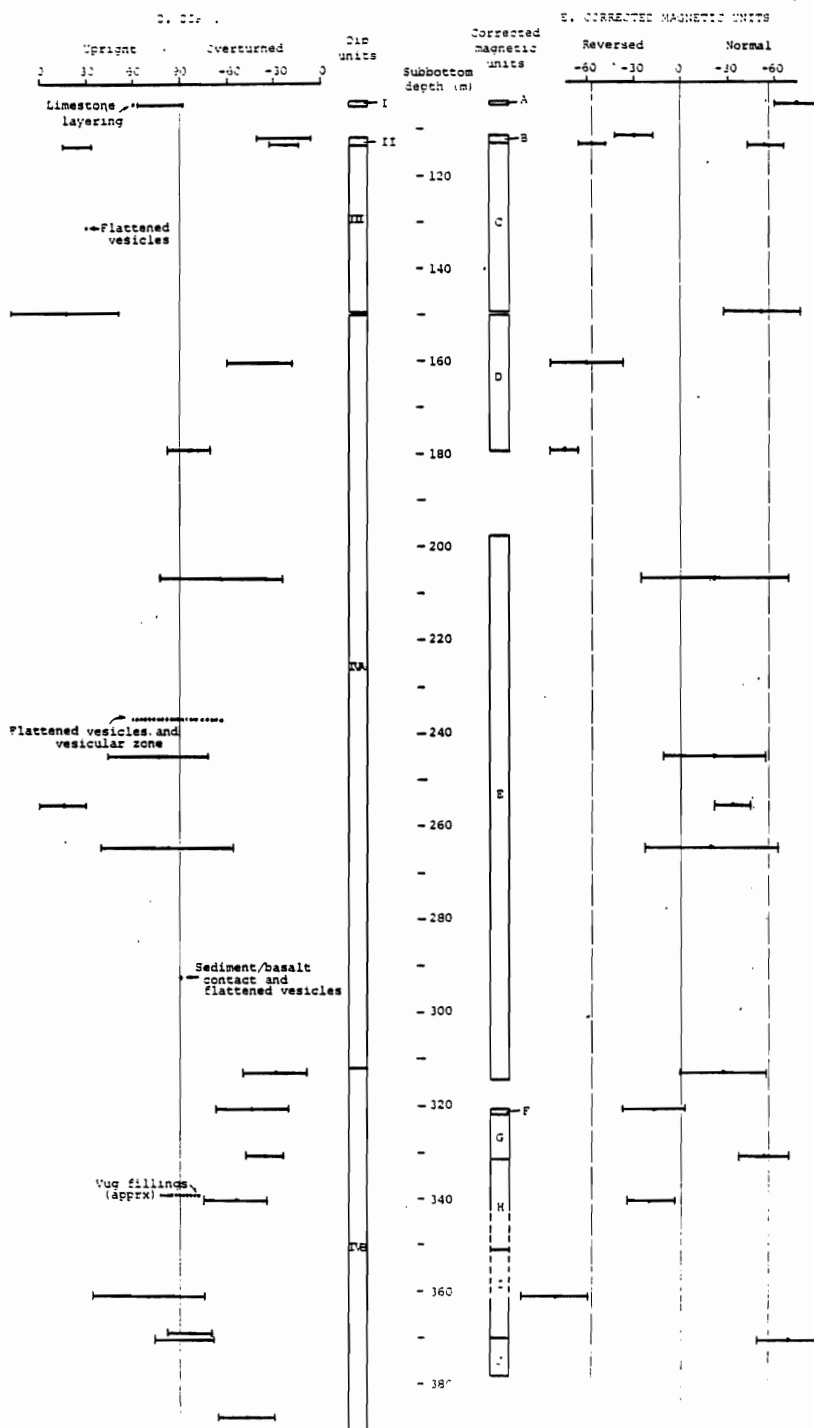 E. CORRECTED MAGNETIC UNITS
Upright
Overturned
Dip
units
Corrected
magnetic
units
Subbottom
depth (m)
Reversed
Normal
0
30
60
90
-60
-30
0
-60
-30
0
+30
+60
Limestone
layering
I
A
II
B
120
III
C
Flattened
vesicles
140
160
D
180
200
220
IVA
Flattened vesicles and
vesicular zone
240
E
260
280
Sediment/basalt
contact and
flattened vesicles
300
320
F
G
Vug fillings
(apprx)
340
H
IVB
360
I
J